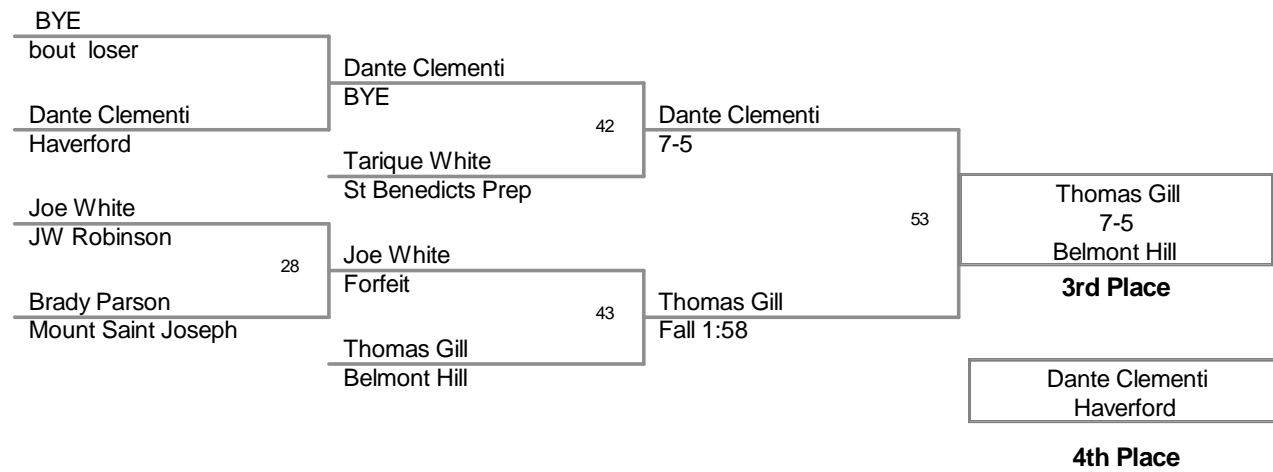 BYE
bout loser
Dante Clementi
Haverford
Joe White
JW Robinson
28
Brady Parson
Mount Saint Joseph
Dante Clementi
BYE
42
Tarique White
St Benedicts Prep
Joe White
Forfeit
43
Thomas Gill
Belmont Hill
Dante Clementi
7-5
53
Thomas Gill
Fall 1:58
Thomas Gill
7-5
Belmont Hill
3rd Place
Dante Clementi
Haverford
4th Place